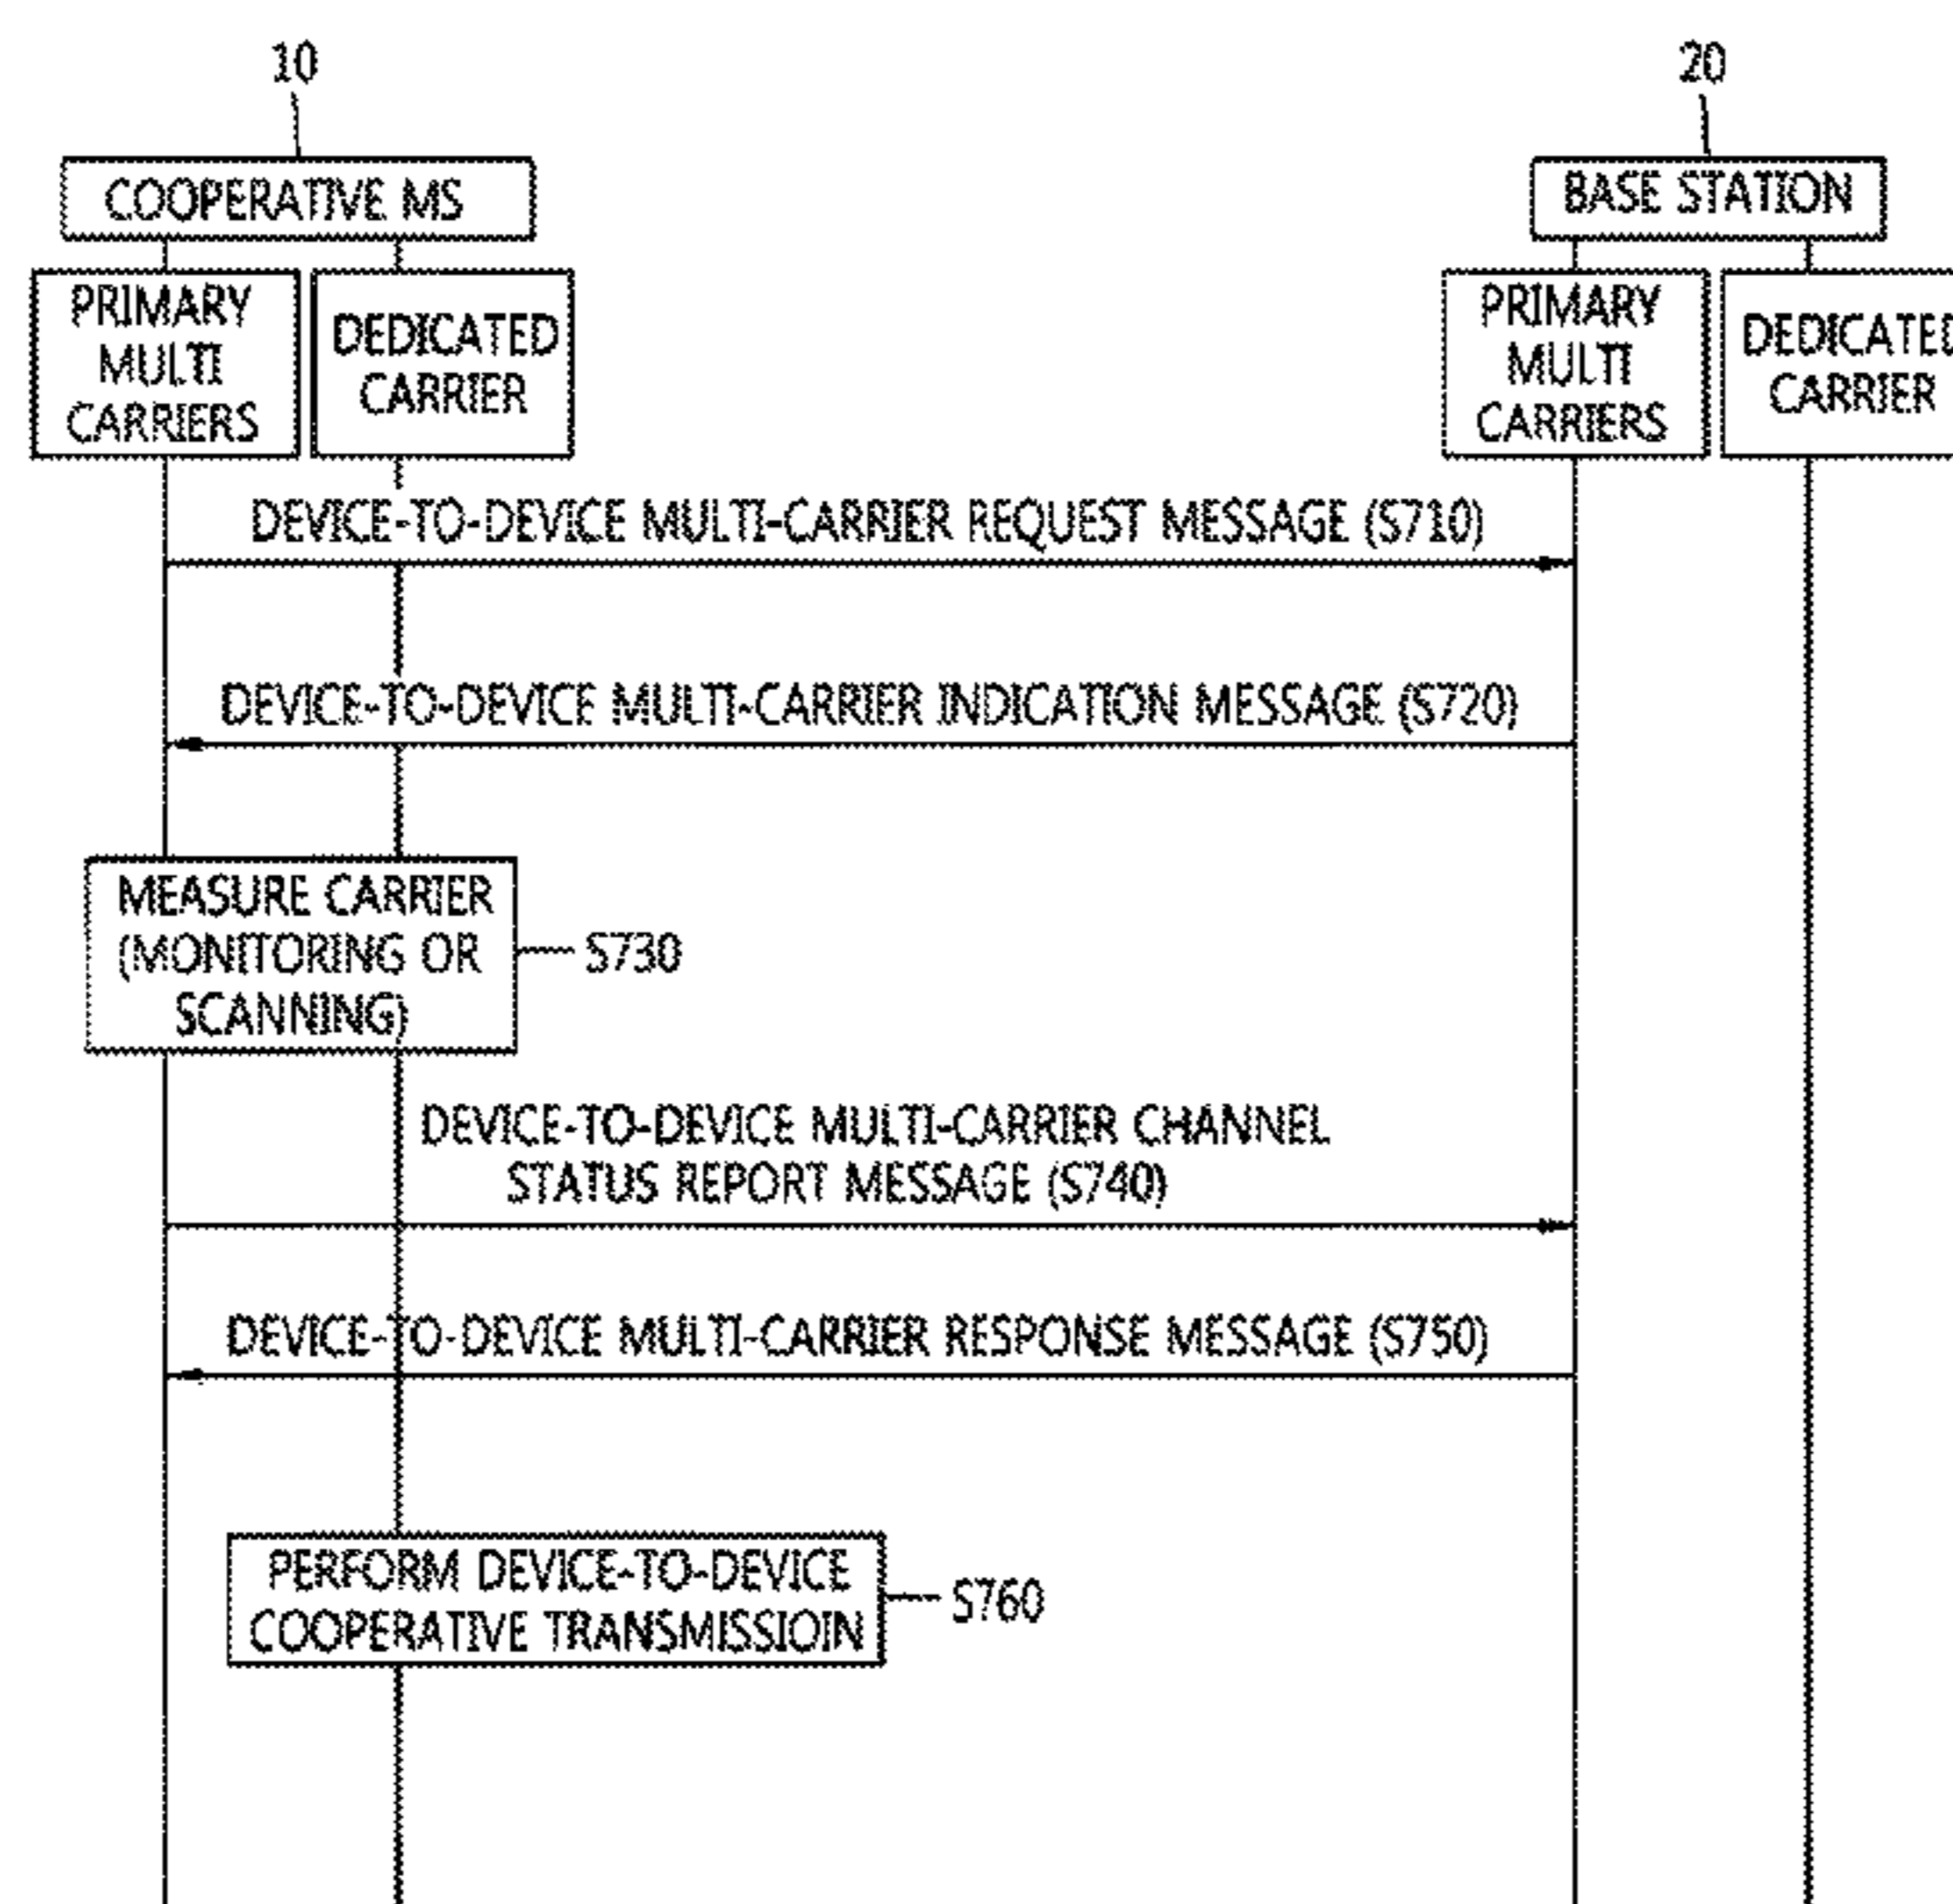 10
20
COOPERATIVE MS
BASE STATION
PRIMARY
MULTI
CARRIERS
DEDICATED
CARRIER
PRIMARY
MULTI
CARRIERS
DEDICATED
CARRIER
DEVICE-TO-DEVICE MULTI-CARRIER REQUEST MESSAGE (S710)
DEVICE-TO-DEVICE MULTI-CARRIER INDICATION MESSAGE (S720)
MEASURE CARRIER
(MONITORING OR
SCANNING)
S730
DEVICE-TO-DEVICE MULTI-CARRIER CHANNEL
STATUS REPORT MESSAGE (S740)
DEVICE-TO-DEVICE MULTI-CARRIER RESPONSE MESSAGE (S750)
PERFORM DEVICE-TO-DEVICE
COOPERATIVE TRANSMISSIOIN
S760